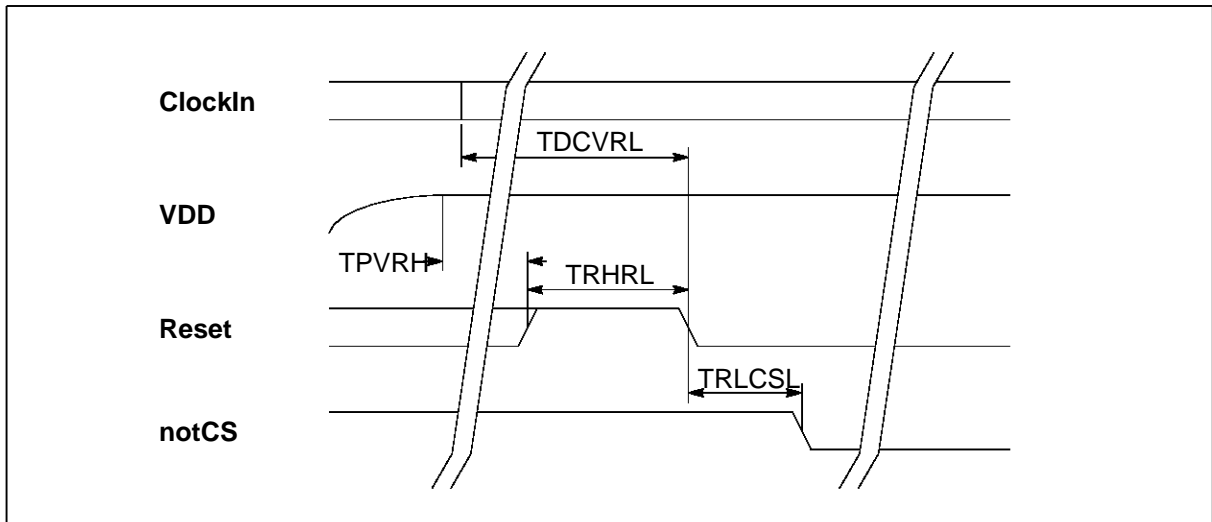 ClockIn
TDCVRL
VDD
TPVRH
TRHRL
Reset
TRLCSL
notCS